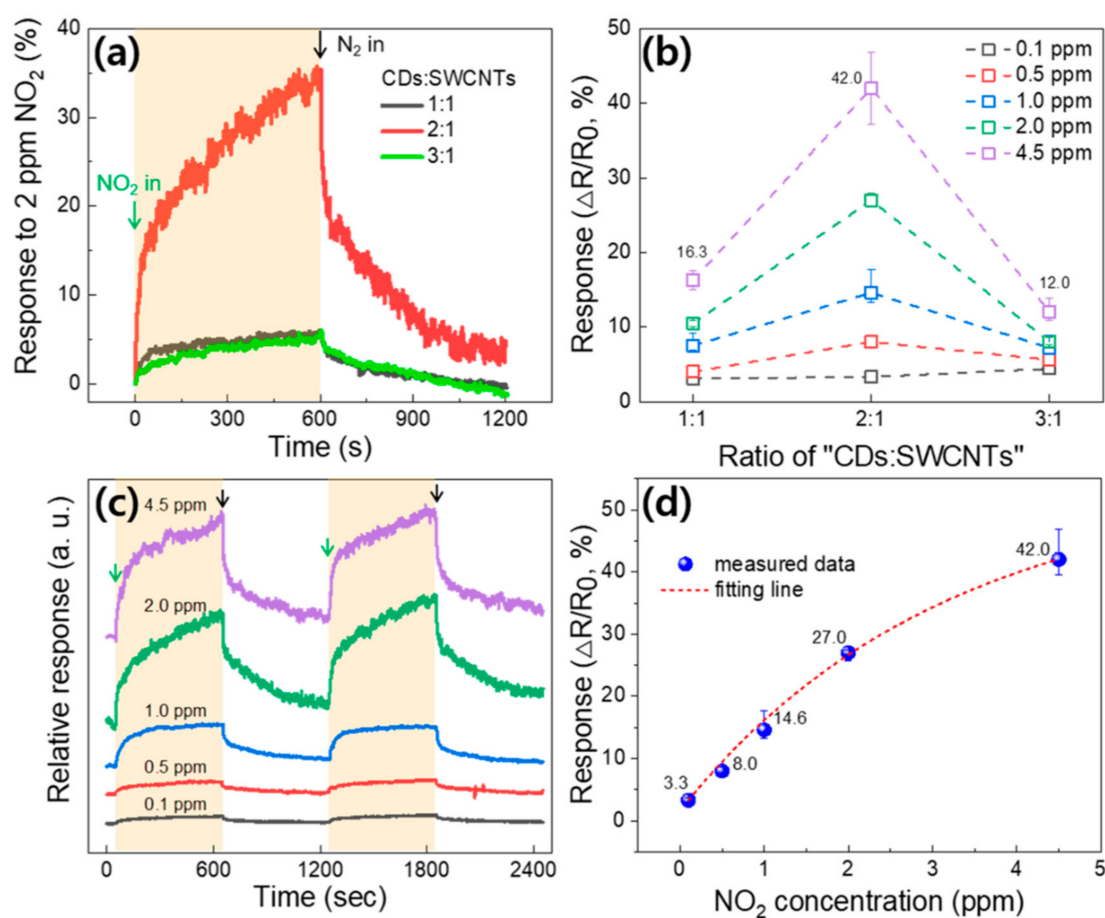 (a)
Response to 2 ppm NO₂ (%)
40
30
20
10
0
NO₂ in
N₂ in
CDs:SWCNTs
1:1
2:1
3:1
0 300 600 900 1200
Time (s)
(b)
Response (△R/R₀, %)
50
40
30
20
10
0
0.1 ppm
0.5 ppm
1.0 ppm
2.0 ppm
4.5 ppm
42.0
16.3
12.0
1:1 2:1 3:1
Ratio of "CDs:SWCNTs"
(c)
Relative response (a. u.)
4.5 ppm
2.0 ppm
1.0 ppm
0.5 ppm
0.1 ppm
0 600 1200 1800 2400
Time (sec)
(d)
Response (△R/R₀, %)
50
40
30
20
10
0
measured data
fitting line
42.0
27.0
14.6
8.0
3.3
0 1 2 3 4 5
NO₂ concentration (ppm)